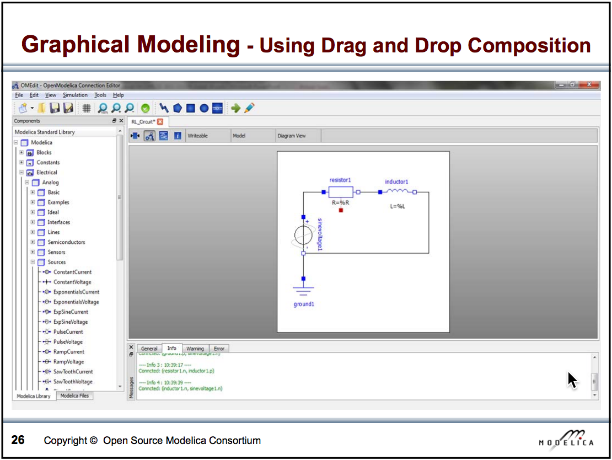 Graphical Modeling - Using Drag and Drop Composition
OMEdit - OpenModelica Connection Editor
File Edit View Simulation Tools Help
Components
RL_Circuit*
Modelica Standard Library
Writeable Model Diagram View
Modelica
Blocks
Constants
Electrical
Analog
Basic
Examples
Ideal
Interfaces
Lines
Semiconductors
Sensors
Sources
ConstantCurrent
ConstantVoltage
ExponentialsCurrent
ExponentialsVoltage
ExpSineCurrent
ExpSineVoltage
PulseCurrent
PulseVoltage
RampCurrent
RampVoltage
SawToothCurrent
SawToothVoltage
Modelica Library Modelica Files
resistor1
R=%R
inductor1
L=%L
sinevoltage1
+
-
ground1
General Info Warning Error
Messages
---- Info 3 : 10:39:17 ----
Connected: (resistor1.n, inductor1.p)
---- Info 4 : 10:39:39 ----
Connected: (inductor1.n, sinevoltage1.n)
26 Copyright © Open Source Modelica Consortium
MODELICA